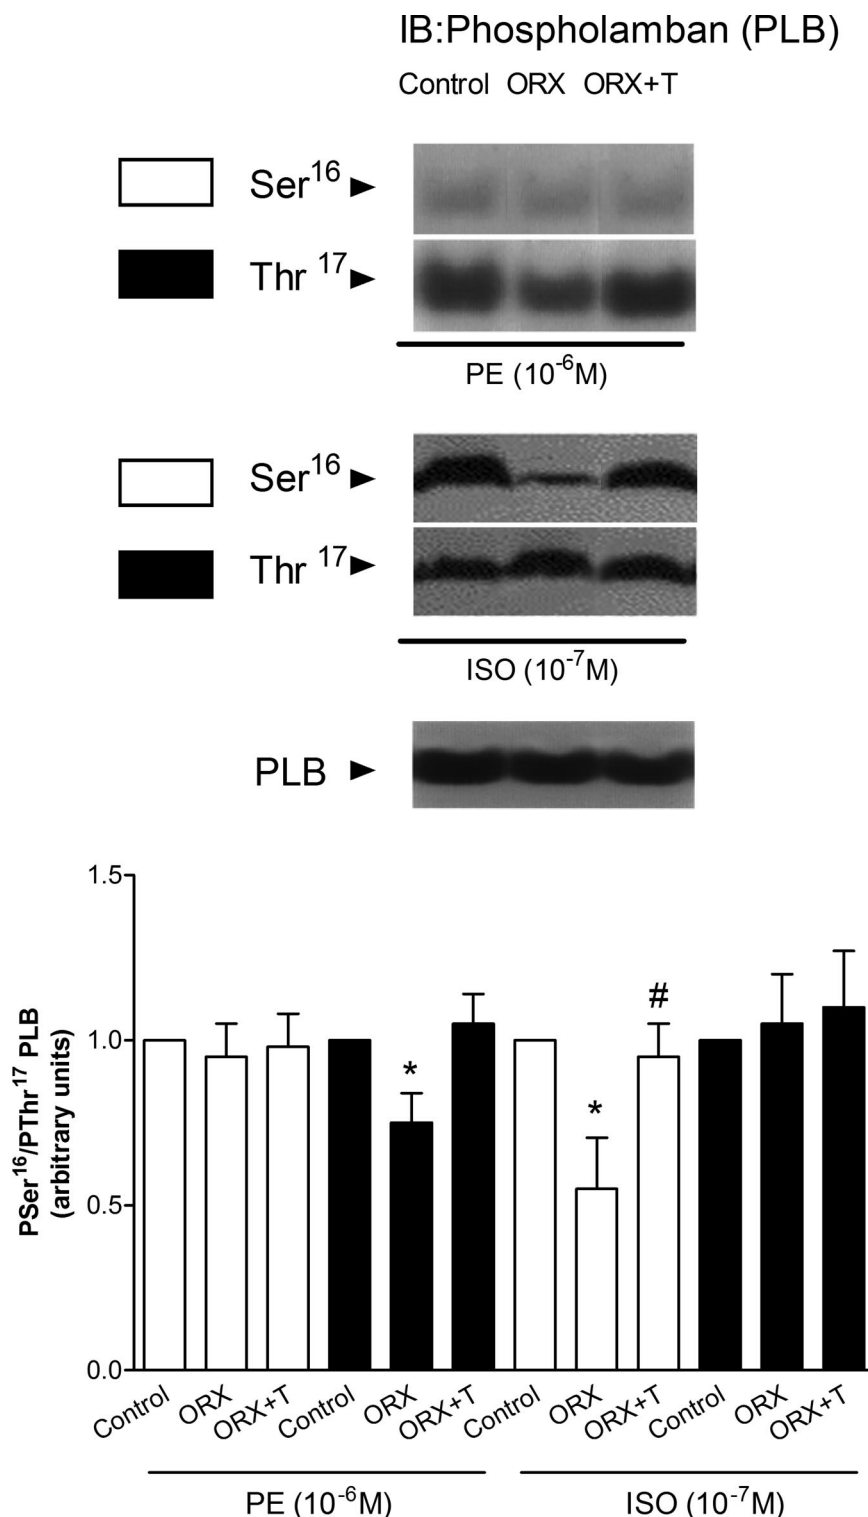 IB:Phospholamban (PLB)
Control ORX ORX+T
Ser¹⁶
Thr ¹⁷
PE (10⁻⁶M)
Ser¹⁶
Thr ¹⁷
ISO (10⁻⁷M)
PLB
PSer¹⁶/PThr¹⁷ PLB
(arbitrary units)
1.5
1.0
0.5
0.0
* * #
Control ORX ORX+T Control ORX ORX+T Control ORX ORX+T Control ORX ORX+T
PE (10⁻⁶M) ISO (10⁻⁷M)